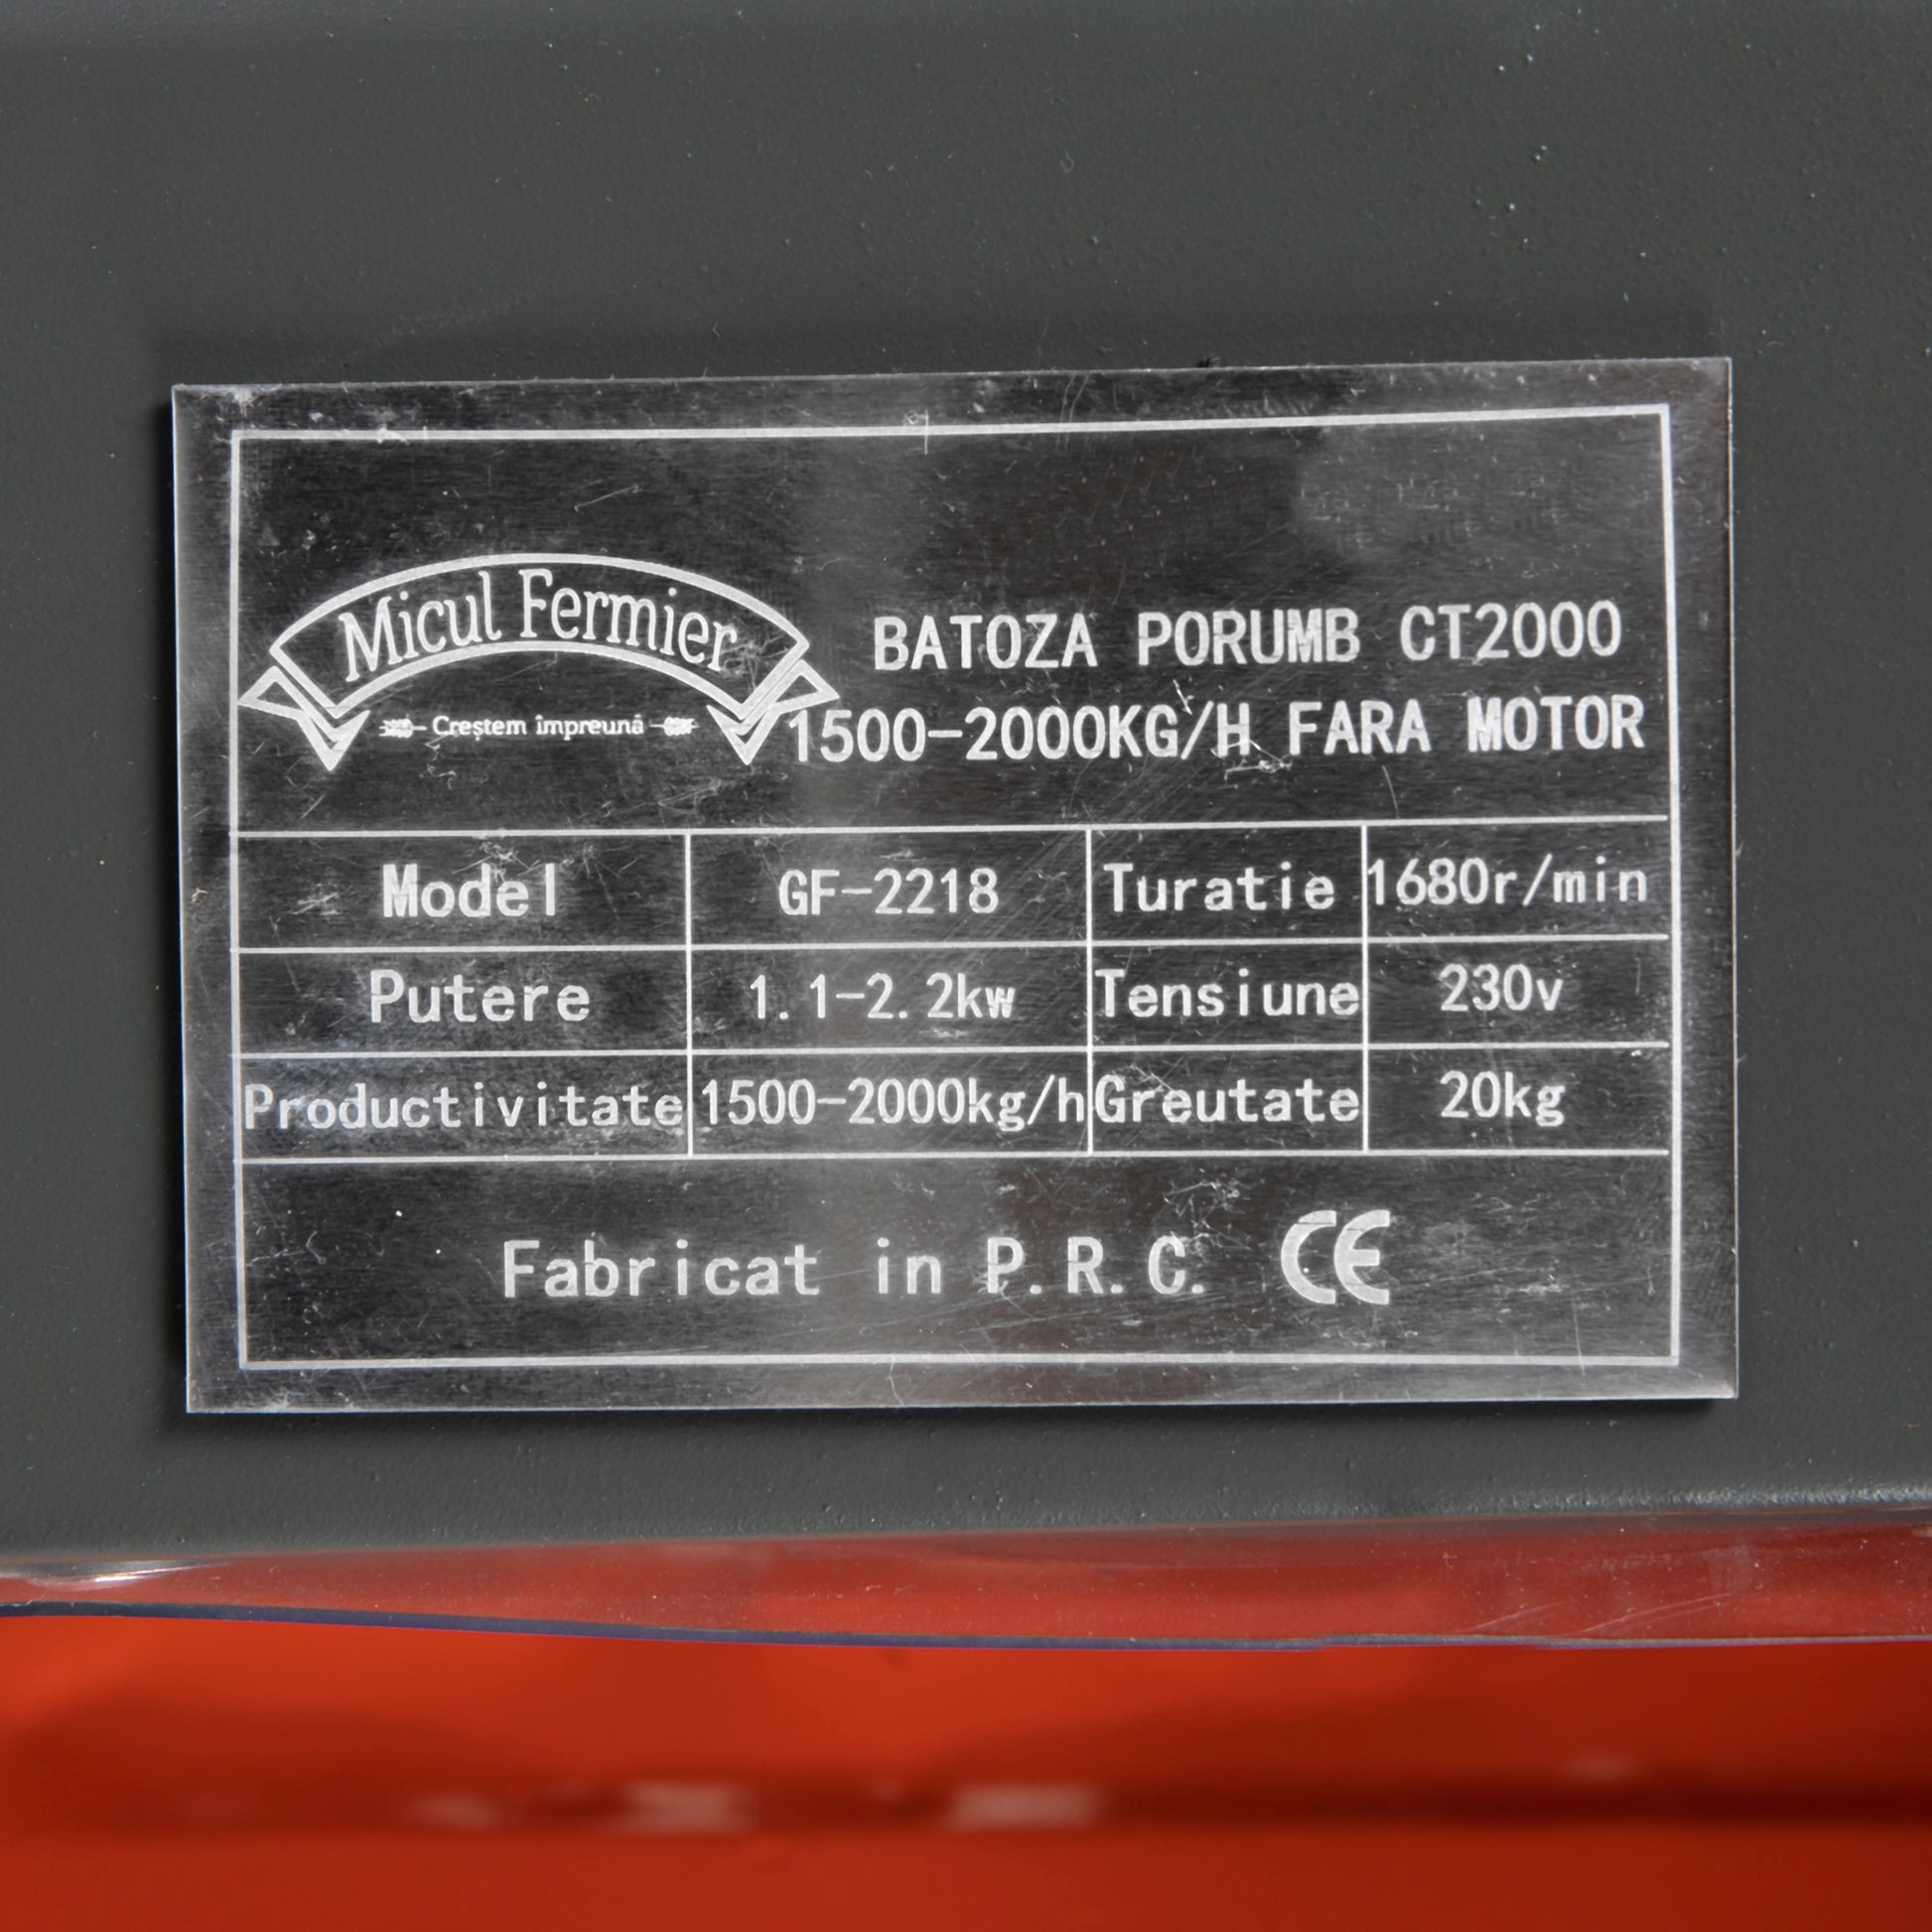 Micul Fermier
Creștem împreună
BATOZA PORUMB CT2000
1500-2000KG/H FARA MOTOR
Model GF-2218 Turatie 1680r/min
Putere 1.1-2.2kw Tensiune 230v
Productivitate 1500-2000kg/h Greutate 20kg
Fabricat in P.R.C. CE